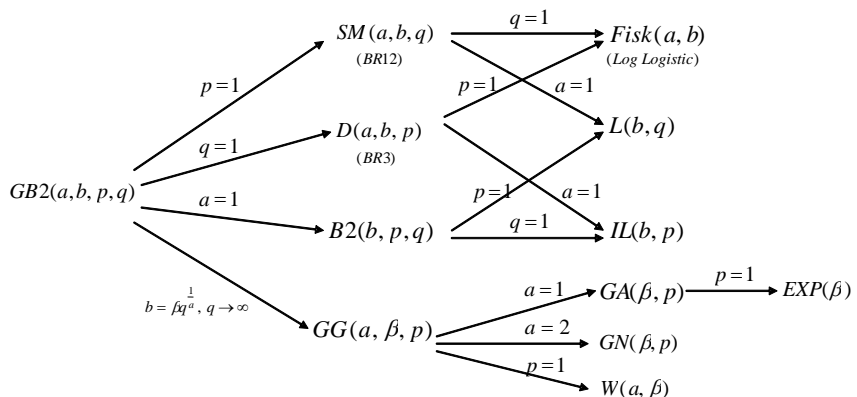 SM(a,b,q)
(BR12)
q = 1
Fisk(a,b)
(Log Logistic)
p = 1
p = 1
a = 1
q = 1
D(a,b,p)
(BR3)
L(b,q)
GB2(a,b,p,q)
a = 1
p = 1
a = 1
B2(b,p,q)
q = 1
IL(b,p)
b = βq^{1/a}, q → ∞
GG(a,β,p)
a = 1
GA(β,p)
p = 1
EXP(β)
a = 2
GN(β,p)
p = 1
W(a,β)